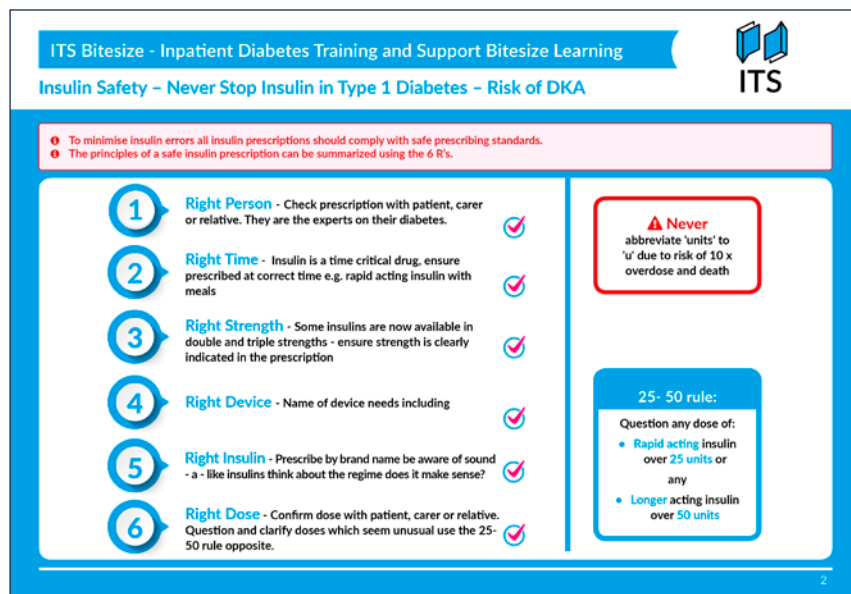 ITS Bitesize - Inpatient Diabetes Training and Support Bitesize Learning
ITS
Insulin Safety – Never Stop Insulin in Type 1 Diabetes – Risk of DKA
To minimise insulin errors all insulin prescriptions should comply with safe prescribing standards.
The principles of a safe insulin prescription can be summarized using the 6 R's.
1
Right Person - Check prescription with patient, carer
or relative. They are the experts on their diabetes.
2
Right Time - Insulin is a time critical drug, ensure
prescribed at correct time e.g. rapid acting insulin with
meals
3
Right Strength - Some insulins are now available in
double and triple strengths - ensure strength is clearly
indicated in the prescription
4
Right Device - Name of device needs including
5
Right Insulin - Prescribe by brand name be aware of sound
- a - like insulins think about the regime does it make sense?
6
Right Dose - Confirm dose with patient, carer or relative.
Question and clarify doses which seem unusual use the 25-
50 rule opposite.
Never
abbreviate 'units' to
'u' due to risk of 10 x
overdose and death
25- 50 rule:
Question any dose of:
• Rapid acting insulin
over 25 units or
any
• Longer acting insulin
over 50 units
2